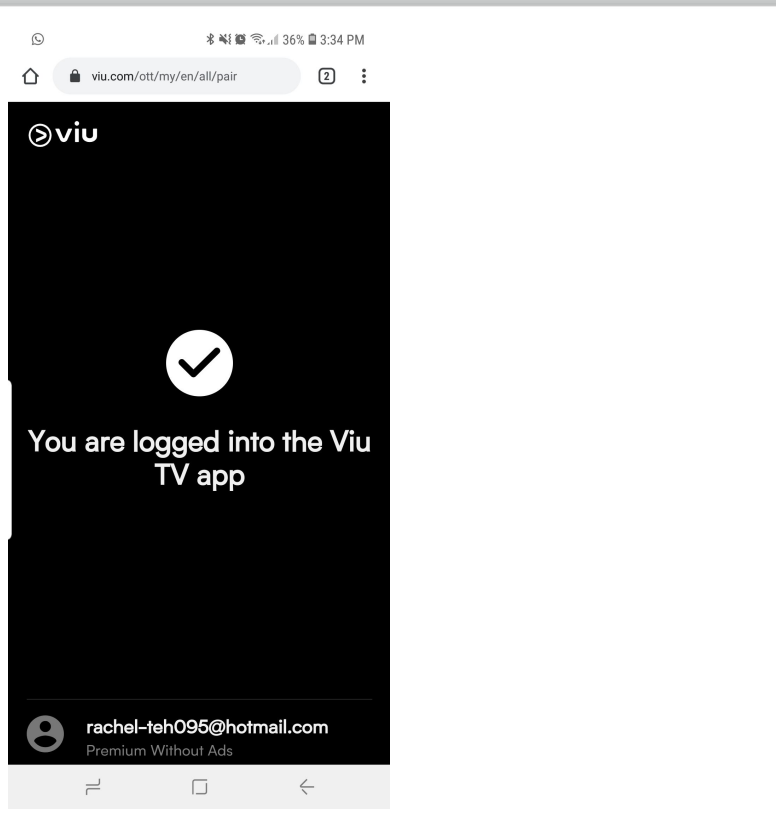 36% 3:34 PM
viu.com/ott/my/en/all/pair
2
viu
You are logged into the Viu
TV app
rachel-teh095@hotmail.com
Premium Without Ads